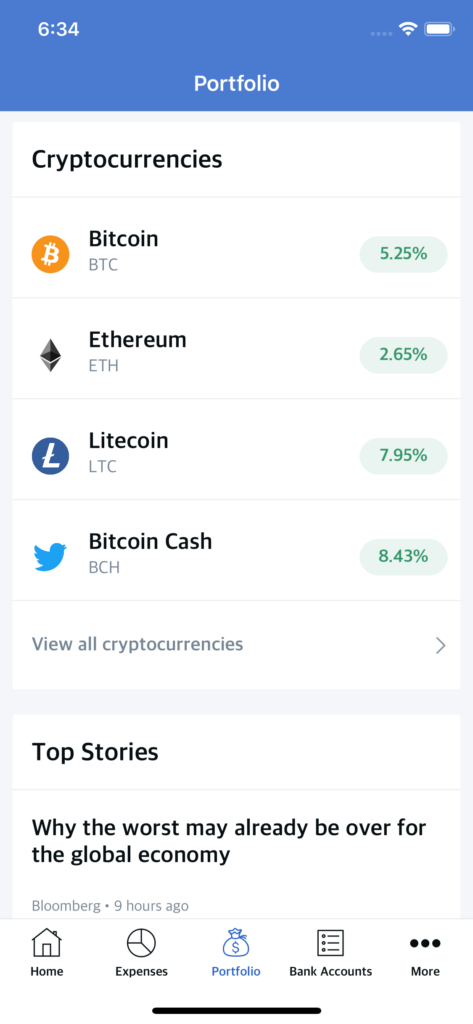 6:34
Portfolio
Cryptocurrencies
Bitcoin
BTC
5.25%
Ethereum
ETH
2.65%
Litecoin
LTC
7.95%
Bitcoin Cash
BCH
8.43%
View all cryptocurrencies
Top Stories
Why the worst may already be over for
the global economy
Bloomberg • 9 hours ago
Home
Expenses
Portfolio
Bank Accounts
More